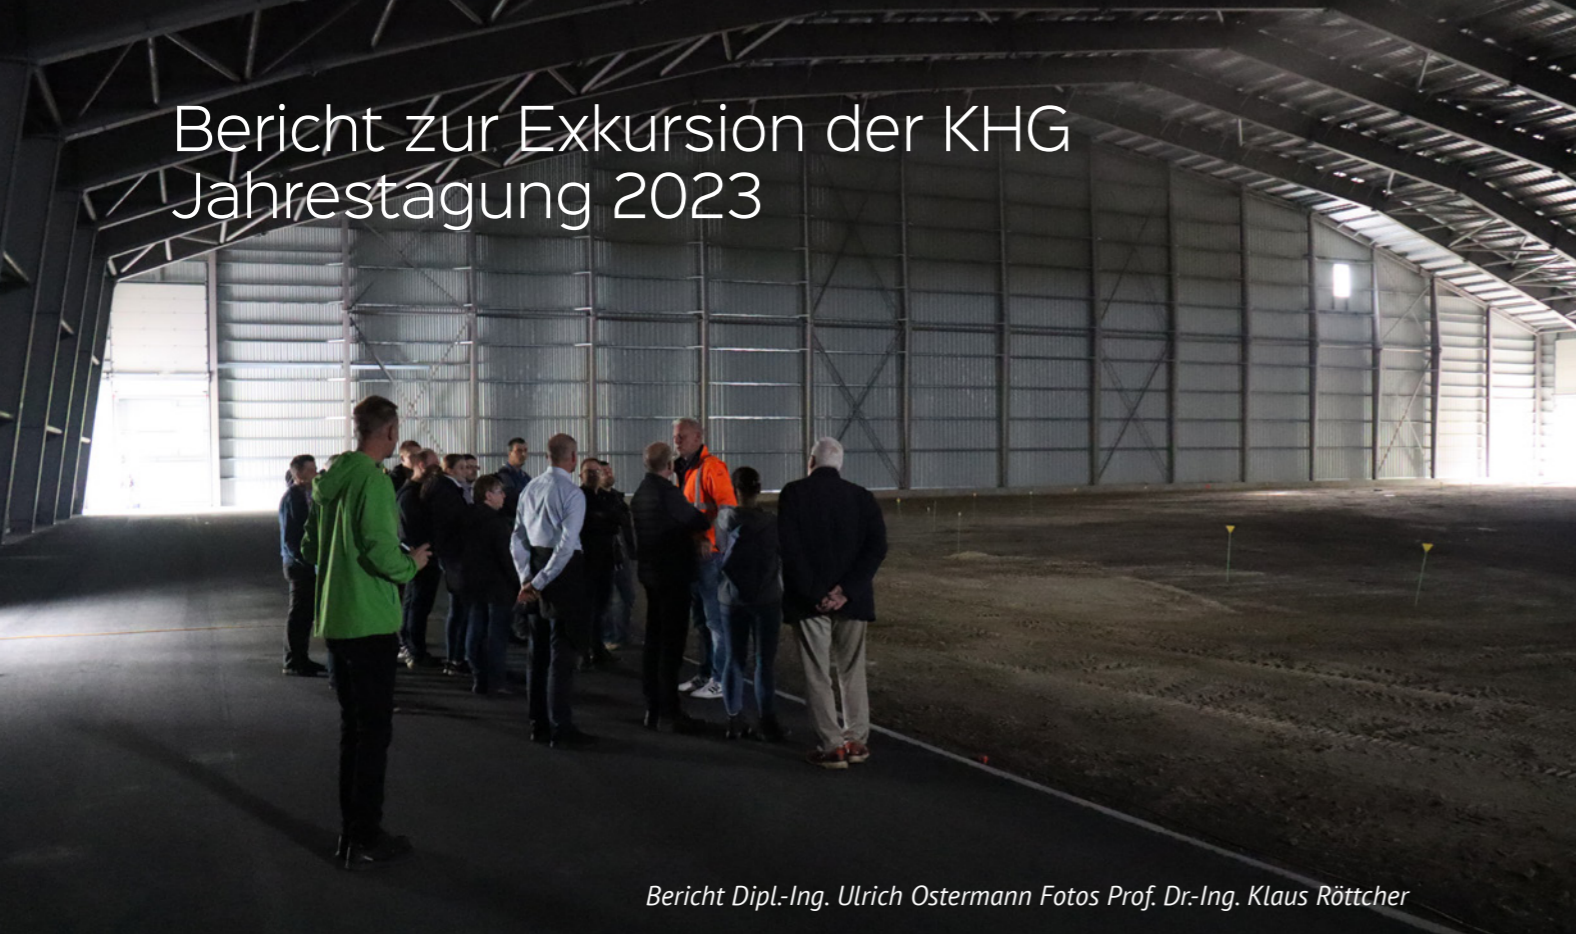 Bericht zur Exkursion der KHG
Jahrestagung 2023
Bericht Dipl.-Ing. Ulrich Ostermann Fotos Prof. Dr.-Ing. Klaus Röttcher